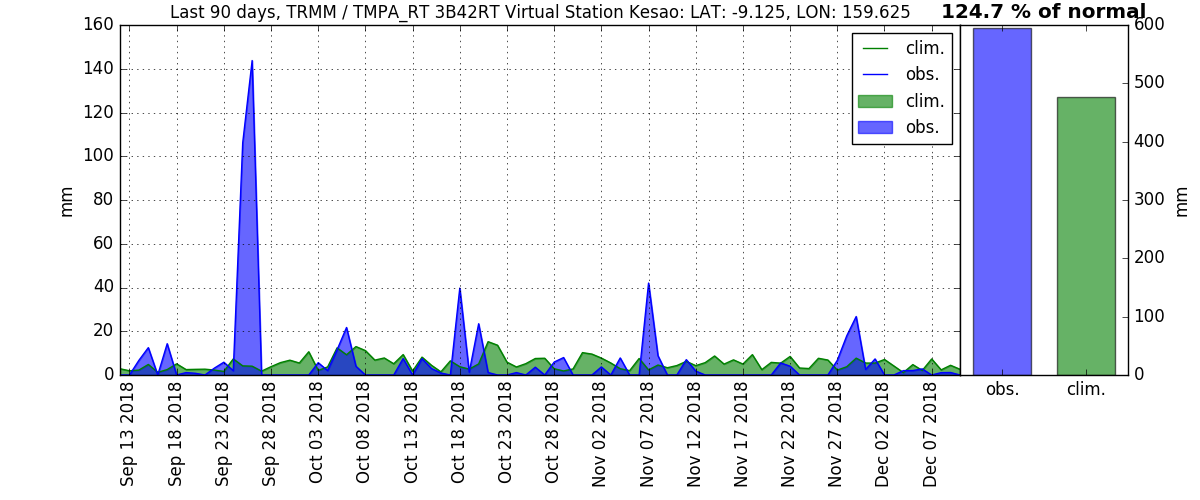 Last 90 days, TRMM / TMPA_RT 3B42RT Virtual Station Kesao: LAT: -9.125, LON: 159.625
124.7 % of normal
160
140
120
100
80
60
40
20
0
mm
clim.
obs.
clim.
obs.
600
500
400
300
200
100
0
mm
Sep 13 2018
Sep 18 2018
Sep 23 2018
Sep 28 2018
Oct 03 2018
Oct 08 2018
Oct 13 2018
Oct 18 2018
Oct 23 2018
Oct 28 2018
Nov 02 2018
Nov 07 2018
Nov 12 2018
Nov 17 2018
Nov 22 2018
Nov 27 2018
Dec 02 2018
Dec 07 2018
obs.
clim.